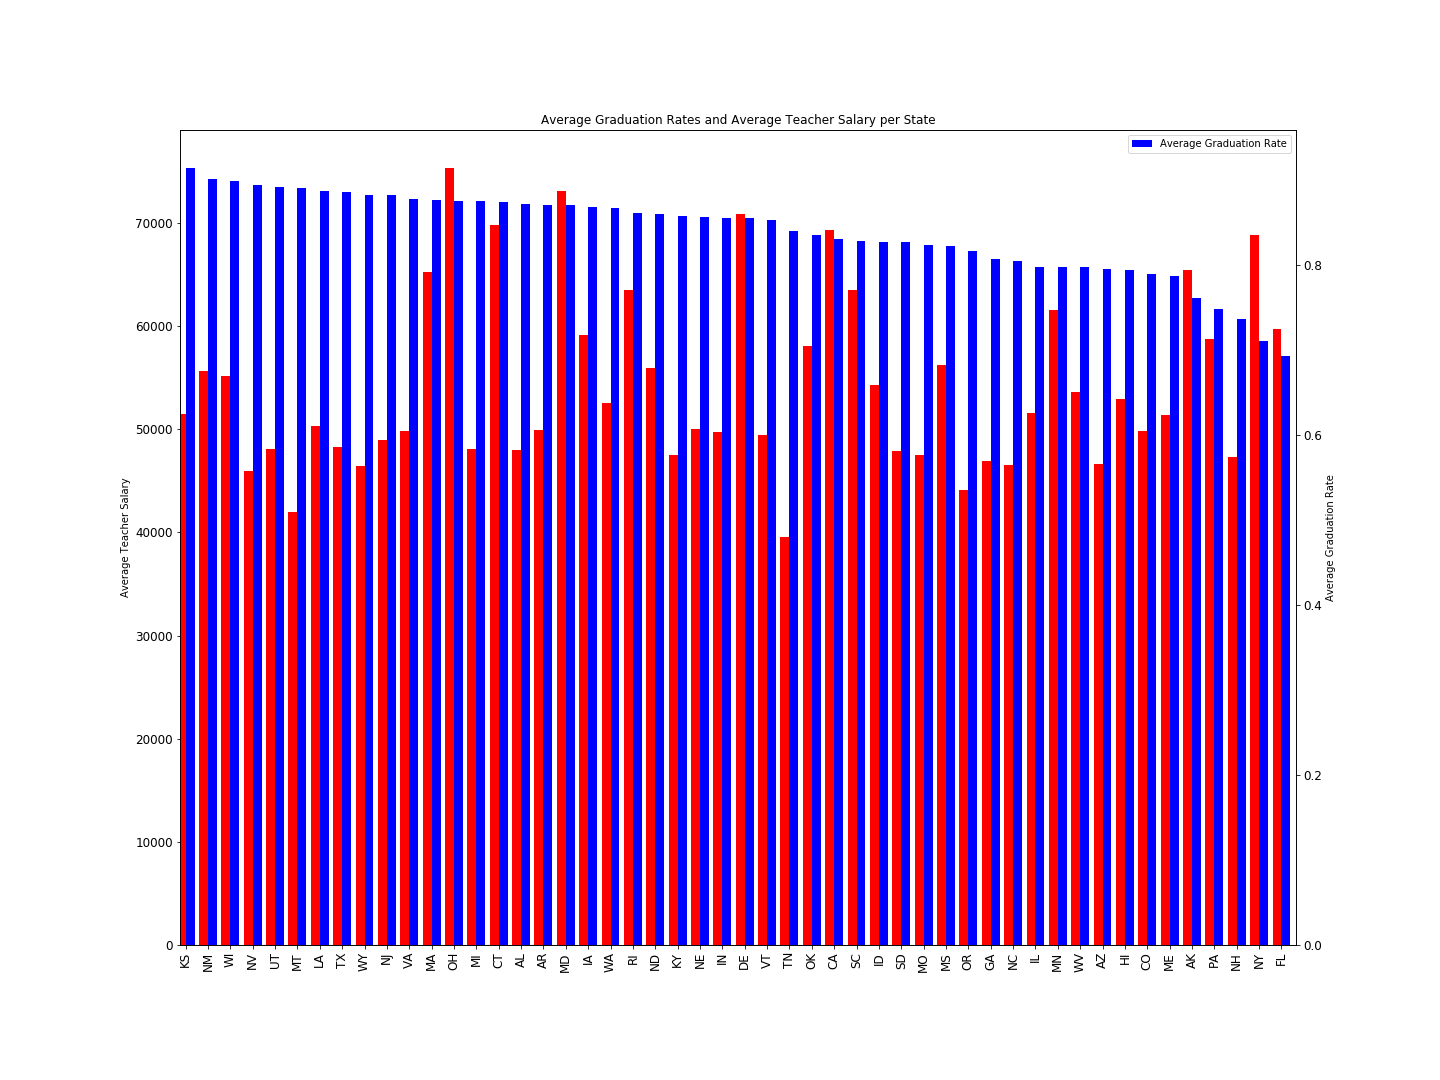 Average Graduation Rates and Average Teacher Salary per State
Average Graduation Rate
70000
60000
50000
40000
30000
20000
10000
0
Average Teacher Salary
0.8
0.6
0.4
0.2
0.0
Average Graduation Rate
KS NM WI NV UT MT LA TX WY NJ VA MA OH MI CT AL AR MD IA WA RI ND KY NE IN DE VT TN OK CA SC ID SD MO MS OR GA NC IL MN WV AZ HI CO ME AK PA NH NY FL